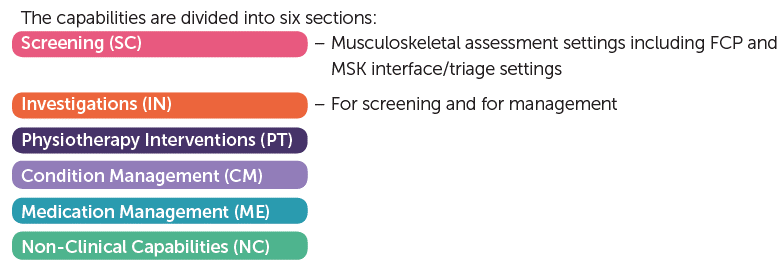 The capabilities are divided into six sections:
Screening (SC) – Musculoskeletal assessment settings including FCP and
MSK interface/triage settings
Investigations (IN) – For screening and for management
Physiotherapy Interventions (PT)
Condition Management (CM)
Medication Management (ME)
Non-Clinical Capabilities (NC)